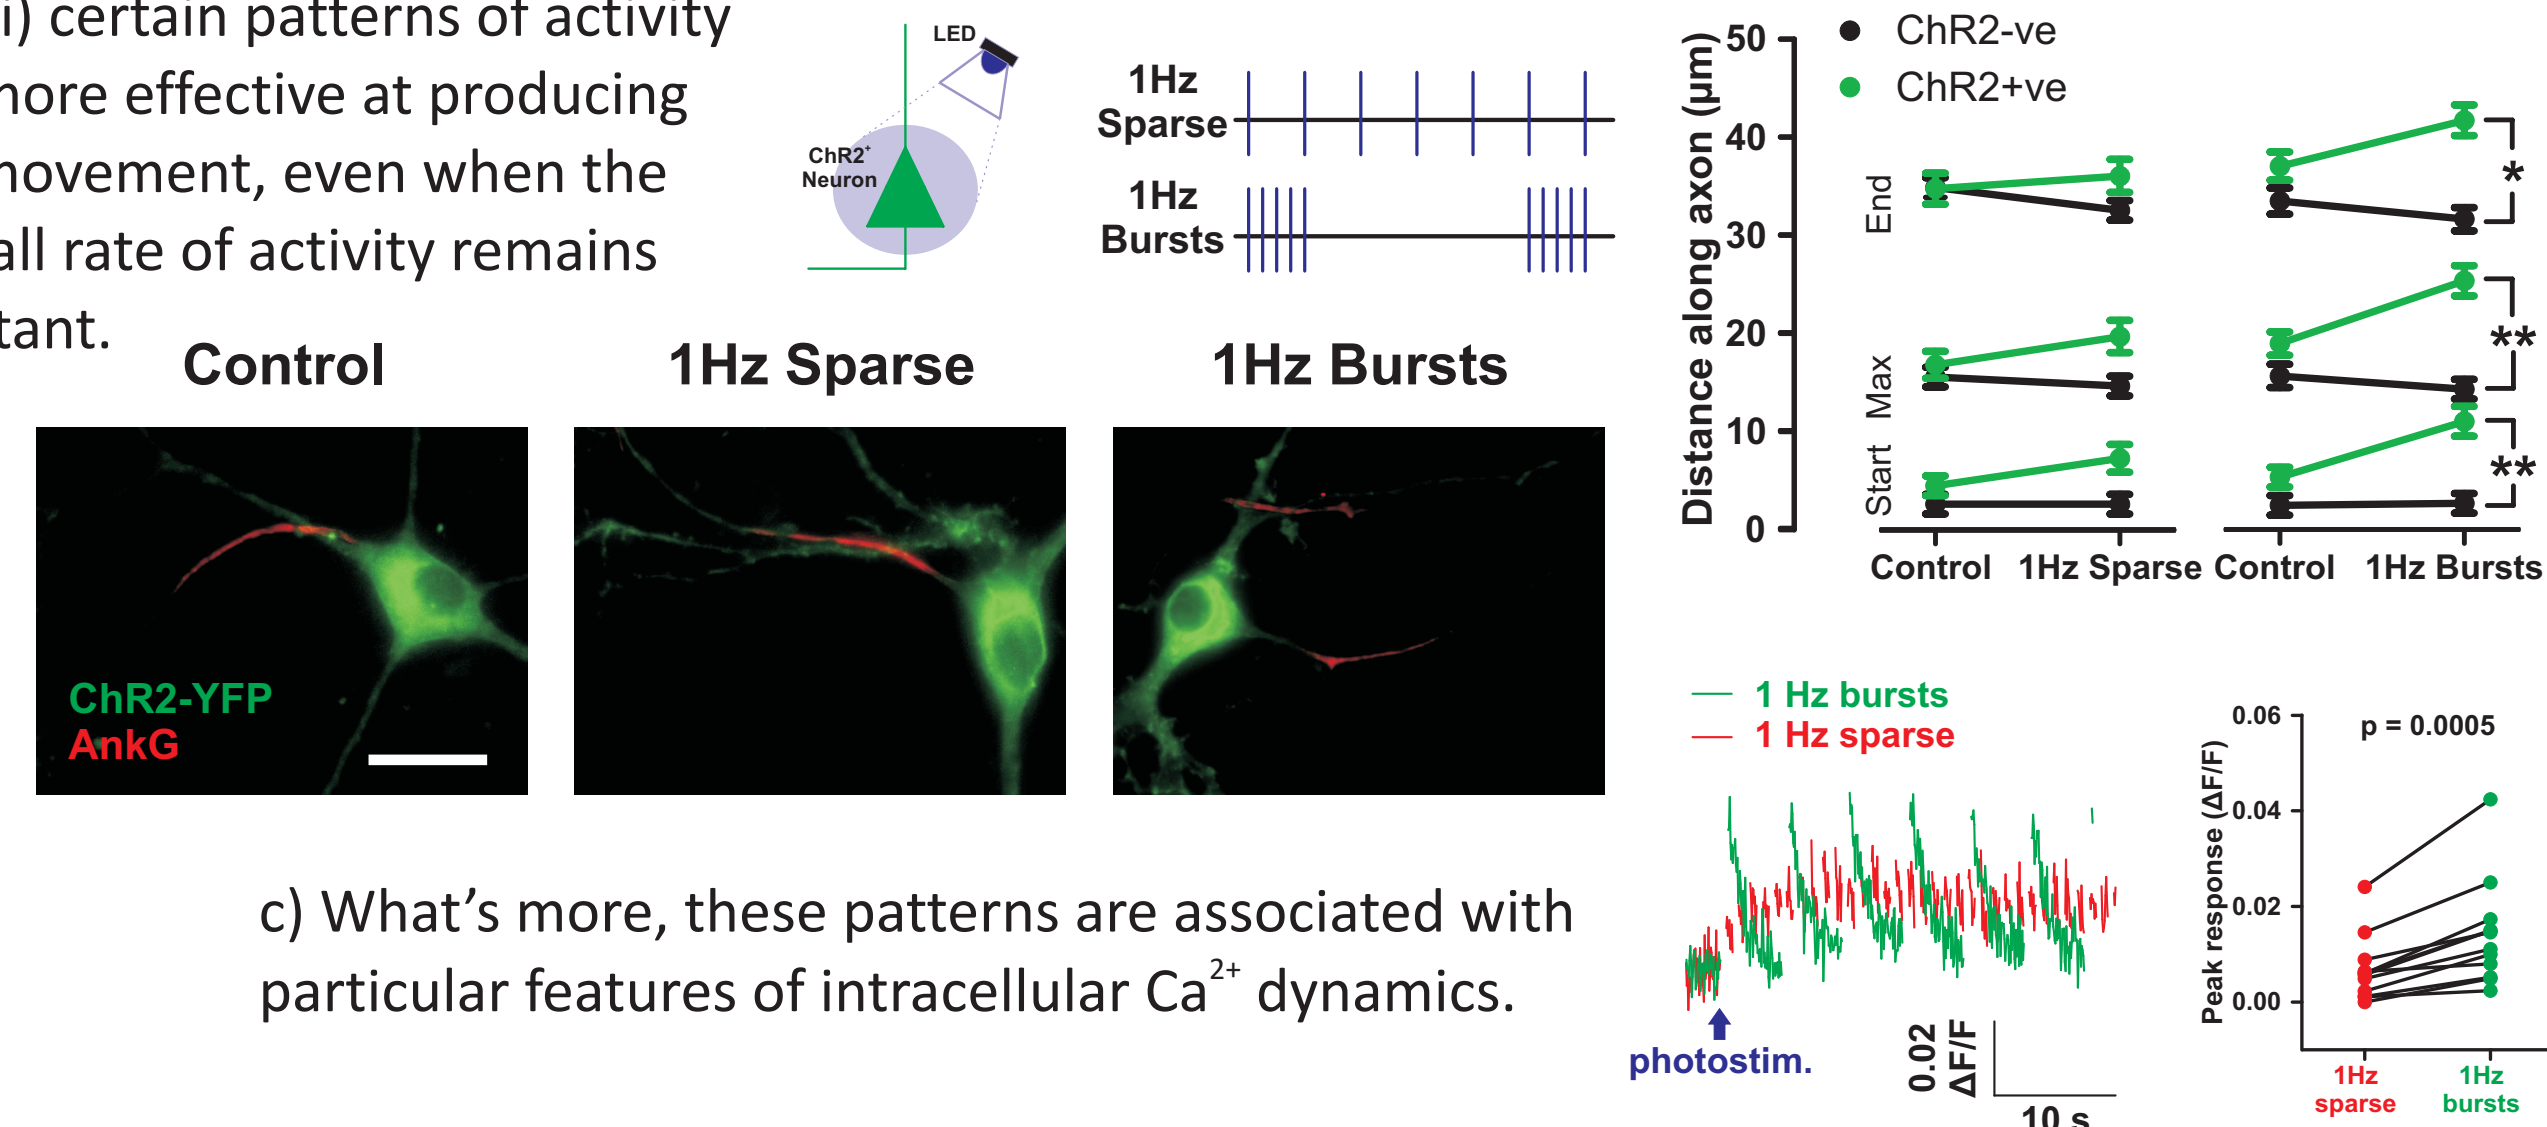 i) certain patterns of activity
more effective at producing
movement, even when the
all rate of activity remains
tant.
LED
ChR2+
Neuron
1Hz
Sparse
1Hz
Bursts
Control
1Hz Sparse
1Hz Bursts
ChR2-YFP
AnkG
ChR2-ve
ChR2+ve
Distance along axon (µm)
50
40
30
20
10
0
End
Max
Start
*
**
**
Control 1Hz Sparse Control 1Hz Bursts
c) What’s more, these patterns are associated with
particular features of intracellular Ca2+ dynamics.
1 Hz bursts
1 Hz sparse
photostim.
0.02
ΔF/F
10 s
Peak response (ΔF/F)
0.06
0.04
0.02
0.00
p = 0.0005
1Hz
sparse
1Hz
bursts